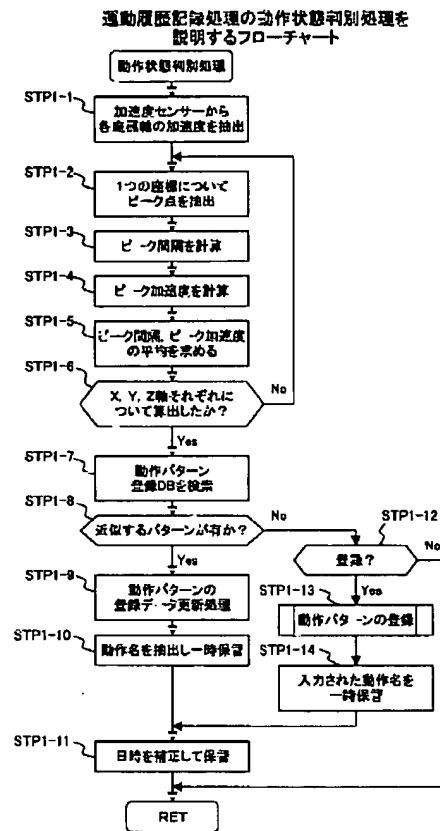 運動履歴記録処理の動作状態判別処理を
説明するフローチャート
動作状態判別処理
STP1-1
加速度センサーから
各座標軸の加速度を抽出
STP1-2
1つの座標について
ピーク点を抽出
STP1-3
ピーク間隔を計算
STP1-4
ピーク加速度を計算
STP1-5
ピーク間隔、ピーク加速度
の平均を求める
STP1-6
X, Y, Z軸それぞれに
ついて算出したか？
No
Yes
STP1-7
動作パターン
登録DBを検索
STP1-8
近似するパターンが有か？
No
STP1-12
登録？
No
Yes
Yes
STP1-9
動作パターンの
登録データ更新処理
STP1-13
動作パターンの登録
STP1-10
動作名を抽出し一時保留
STP1-14
入力された動作名を
一時保留
STP1-11
日時を補正して保留
RET